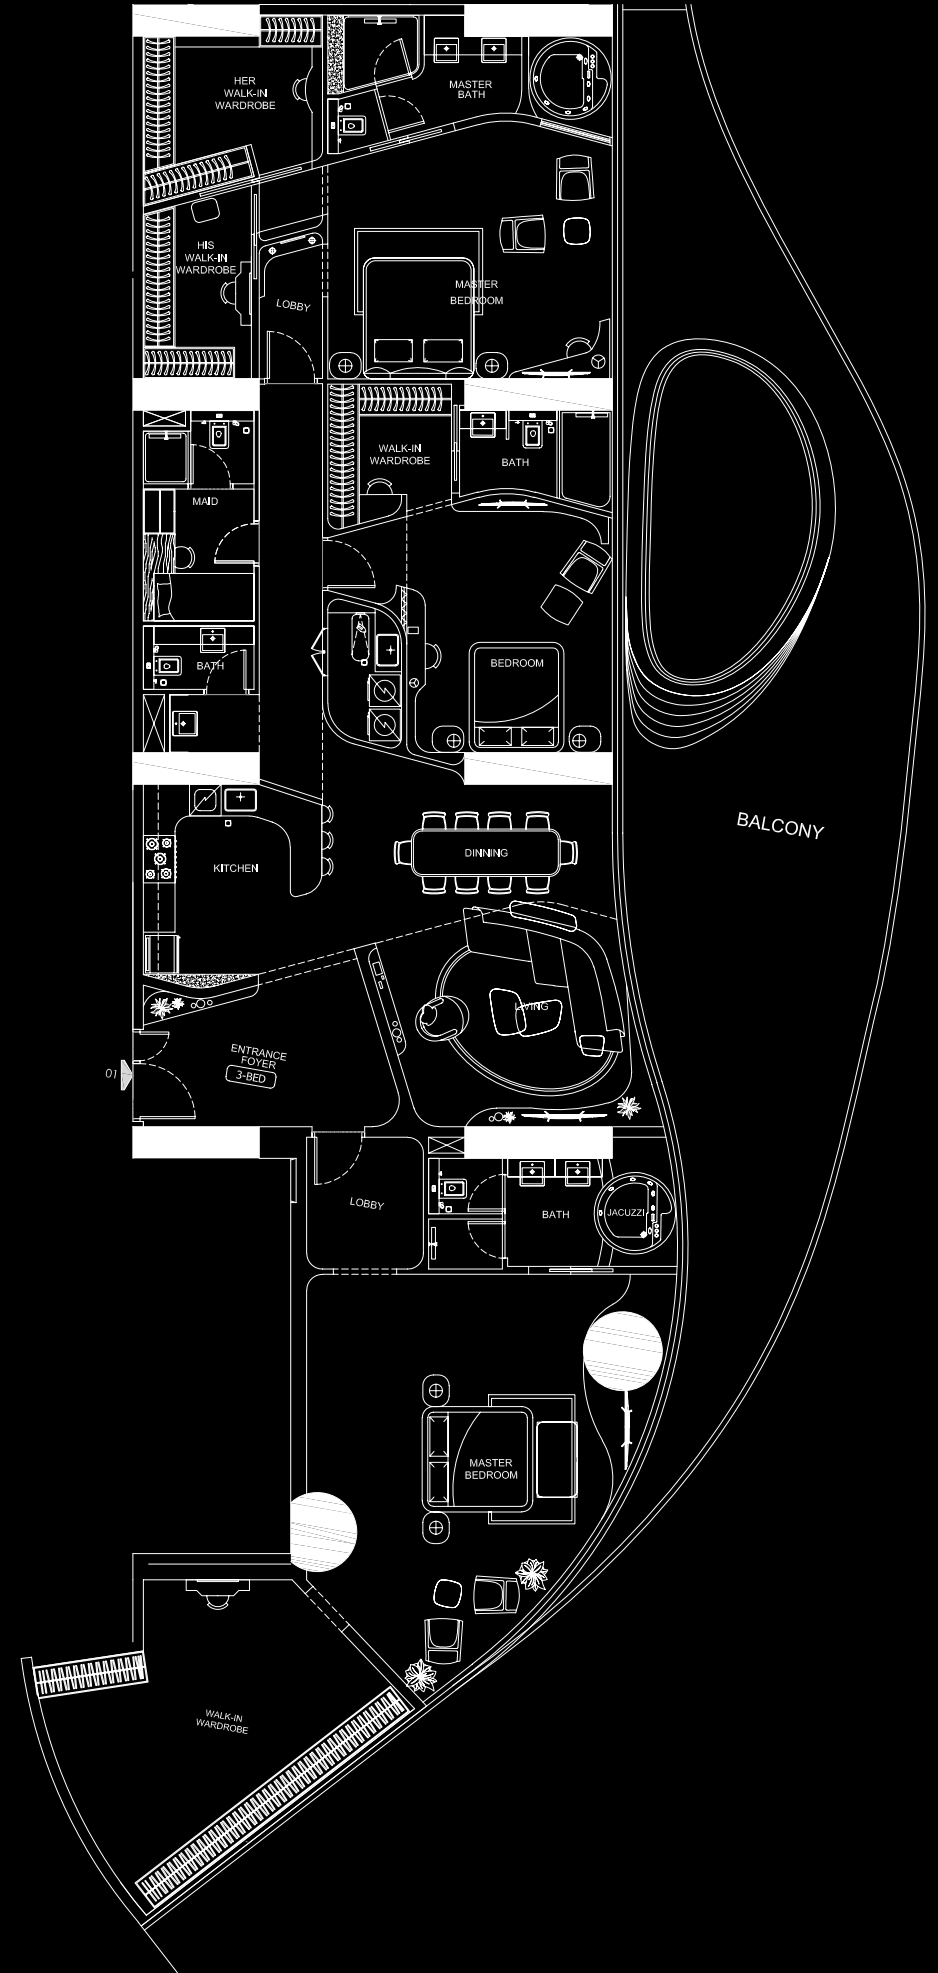 HER
WALK-IN
WARDROBE
MASTER
BATH
HIS
WALK-IN
WARDROBE
LOBBY
MASTER
BEDROOM
WALK-IN
WARDROBE
BATH
MAID
BATH
BEDROOM
BALCONY
DINNING
KITCHEN
LIVING
ENTRANCE
FOYER
3-BED
01
LOBBY
BATH
JACUZZI
MASTER
BEDROOM
WALK-IN
WARDROBE